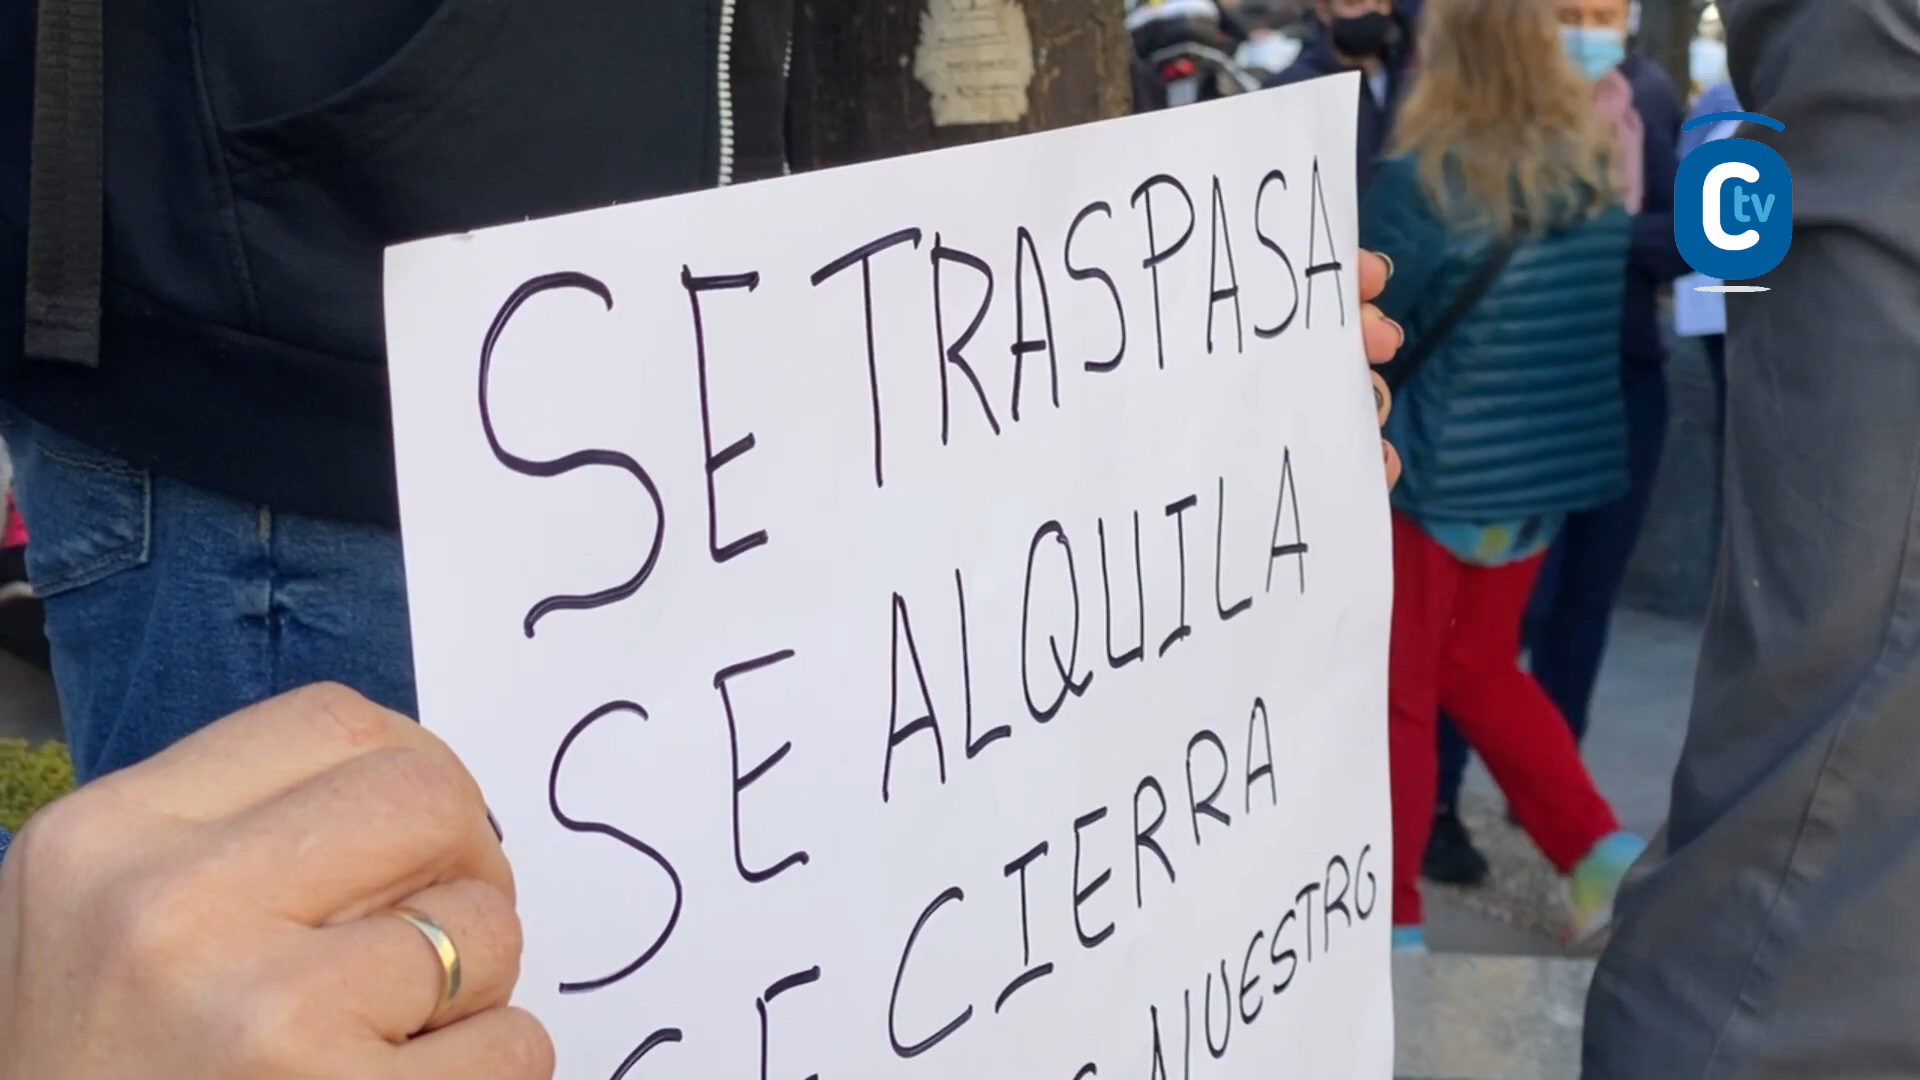 SE TRASPASA
SE ALQUILA
SE CIERRA
NUESTRO
Ctv